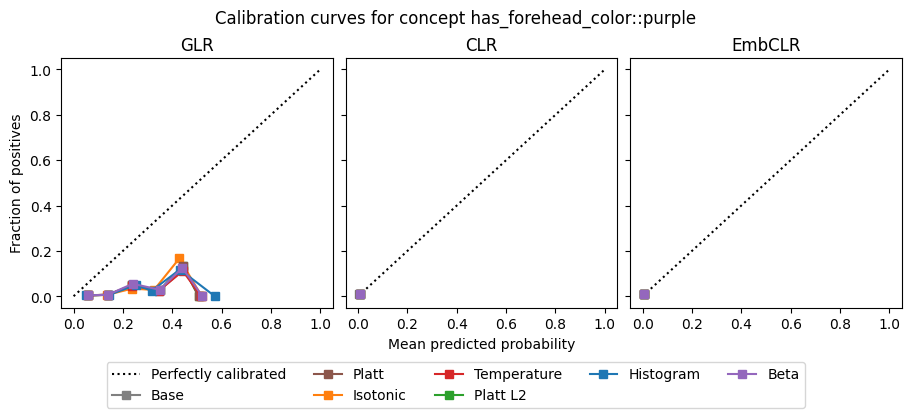 Calibration curves for concept has_forehead_color::purple
GLR
CLR
EmbCLR
Fraction of positives
1.0
0.8
0.6
0.4
0.2
0.0
0.0 0.2 0.4 0.6 0.8 1.0
0.0 0.2 0.4 0.6 0.8 1.0
0.0 0.2 0.4 0.6 0.8 1.0
Mean predicted probability
Perfectly calibrated
Base
Platt
Isotonic
Temperature
Platt L2
Histogram
Beta